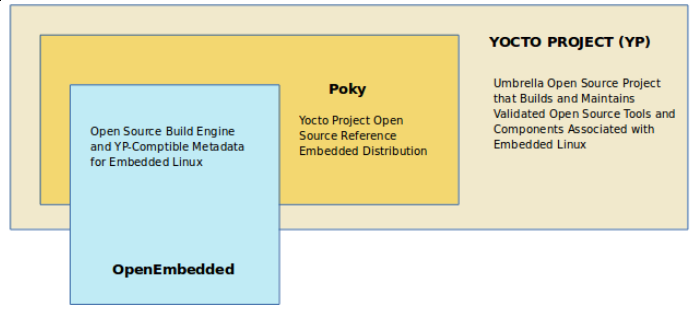 YOCTO PROJECT (YP)
Umbrella Open Source Project
that Builds and Maintains
Validated Open Source Tools and
Components Associated with
Embedded Linux
Poky
Yocto Project Open
Source Reference
Embedded Distribution
Open Source Build Engine
and YP-Comptible Metadata
for Embedded Linux
OpenEmbedded